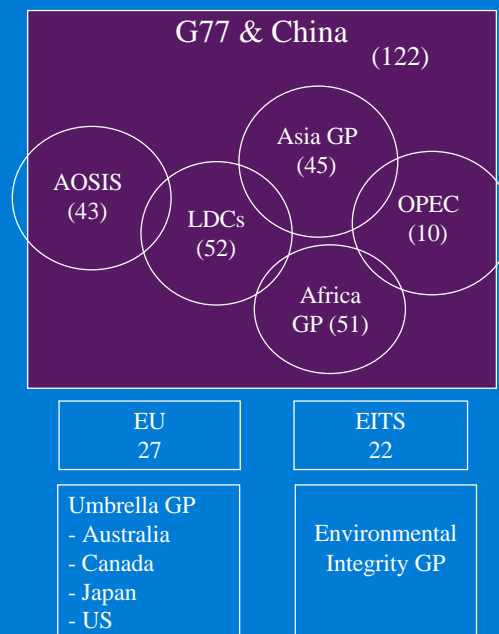 G77 & China
(122)
Asia GP
(45)
AOSIS
(43)
LDCs
(52)
OPEC
(10)
Africa
GP (51)
EU
27
EITS
22
Umbrella GP
- Australia
- Canada
- Japan
- US
Environmental
Integrity GP